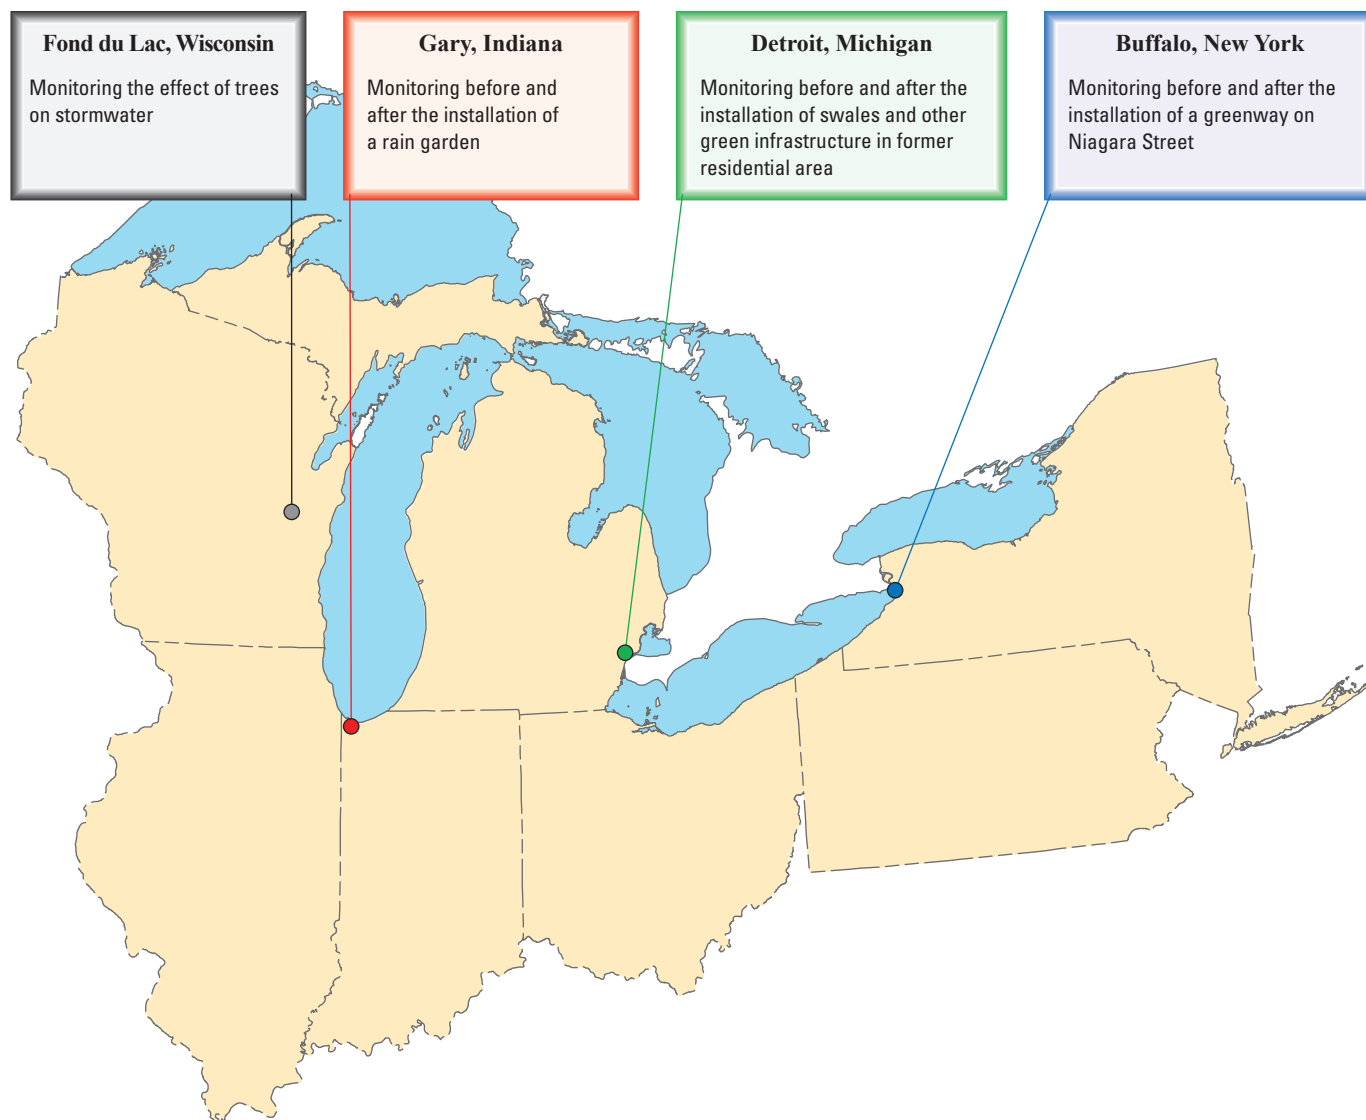 Fond du Lac, Wisconsin
Monitoring the effect of trees
on stormwater
Gary, Indiana
Monitoring before and
after the installation of
a rain garden
Detroit, Michigan
Monitoring before and after the
installation of swales and other
green infrastructure in former
residential area
Buffalo, New York
Monitoring before and after the
installation of a greenway on
Niagara Street